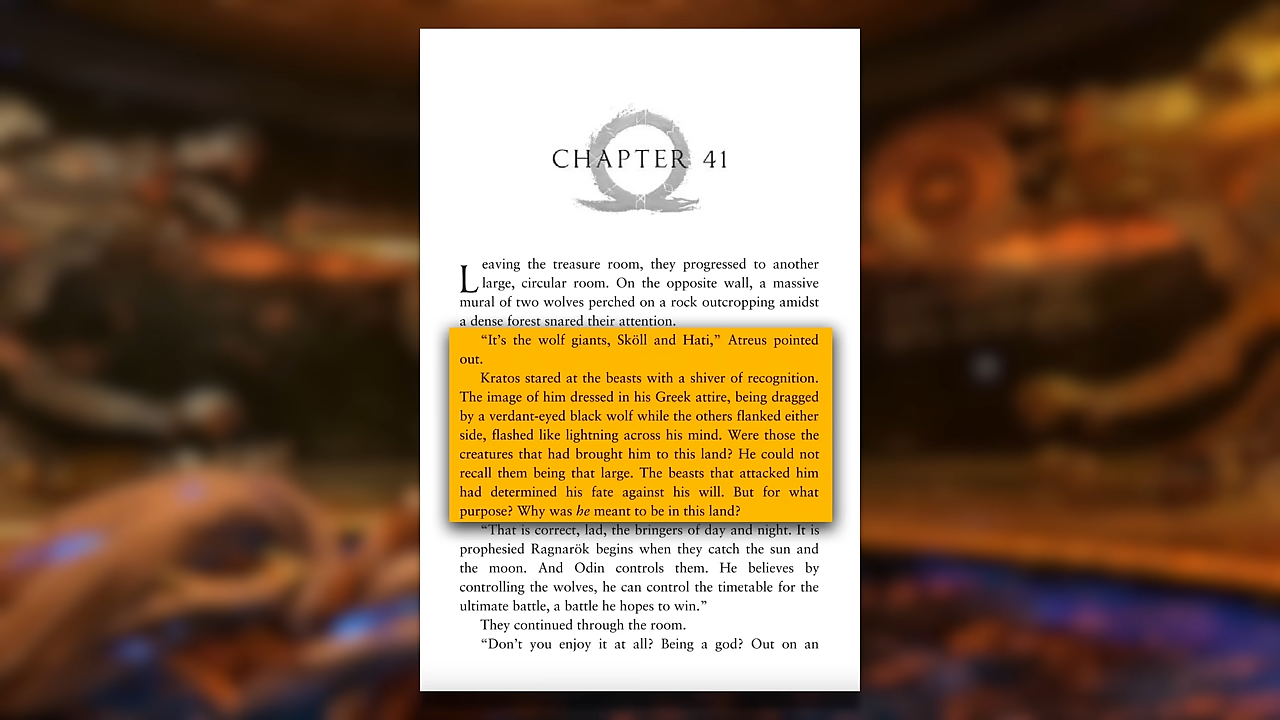 CHAPTER 41
Leaving the treasure room, they progressed to another
large, circular room. On the opposite wall, a massive
mural of two wolves perched on a rock outcropping amidst
a dense forest snared their attention.
“It’s the wolf giants, Sköll and Hati,” Atreus pointed
out.
Kratos stared at the beasts with a shiver of recognition.
The image of him dressed in his Greek attire, being dragged
by a verdant-eyed black wolf while the others flanked either
side, flashed like lightning across his mind. Were those the
creatures that had brought him to this land? He could not
recall them being that large. The beasts that attacked him
had determined his fate against his will. But for what
purpose? Why was he meant to be in this land?
“That is correct, lad, the bringers of day and night. It is
prophesied Ragnarök begins when they catch the sun and
the moon. And Odin controls them. He believes by
controlling the wolves, he can control the timetable for the
ultimate battle, a battle he hopes to win.”
They continued through the room.
“Don’t you enjoy it at all? Being a god? Out on an